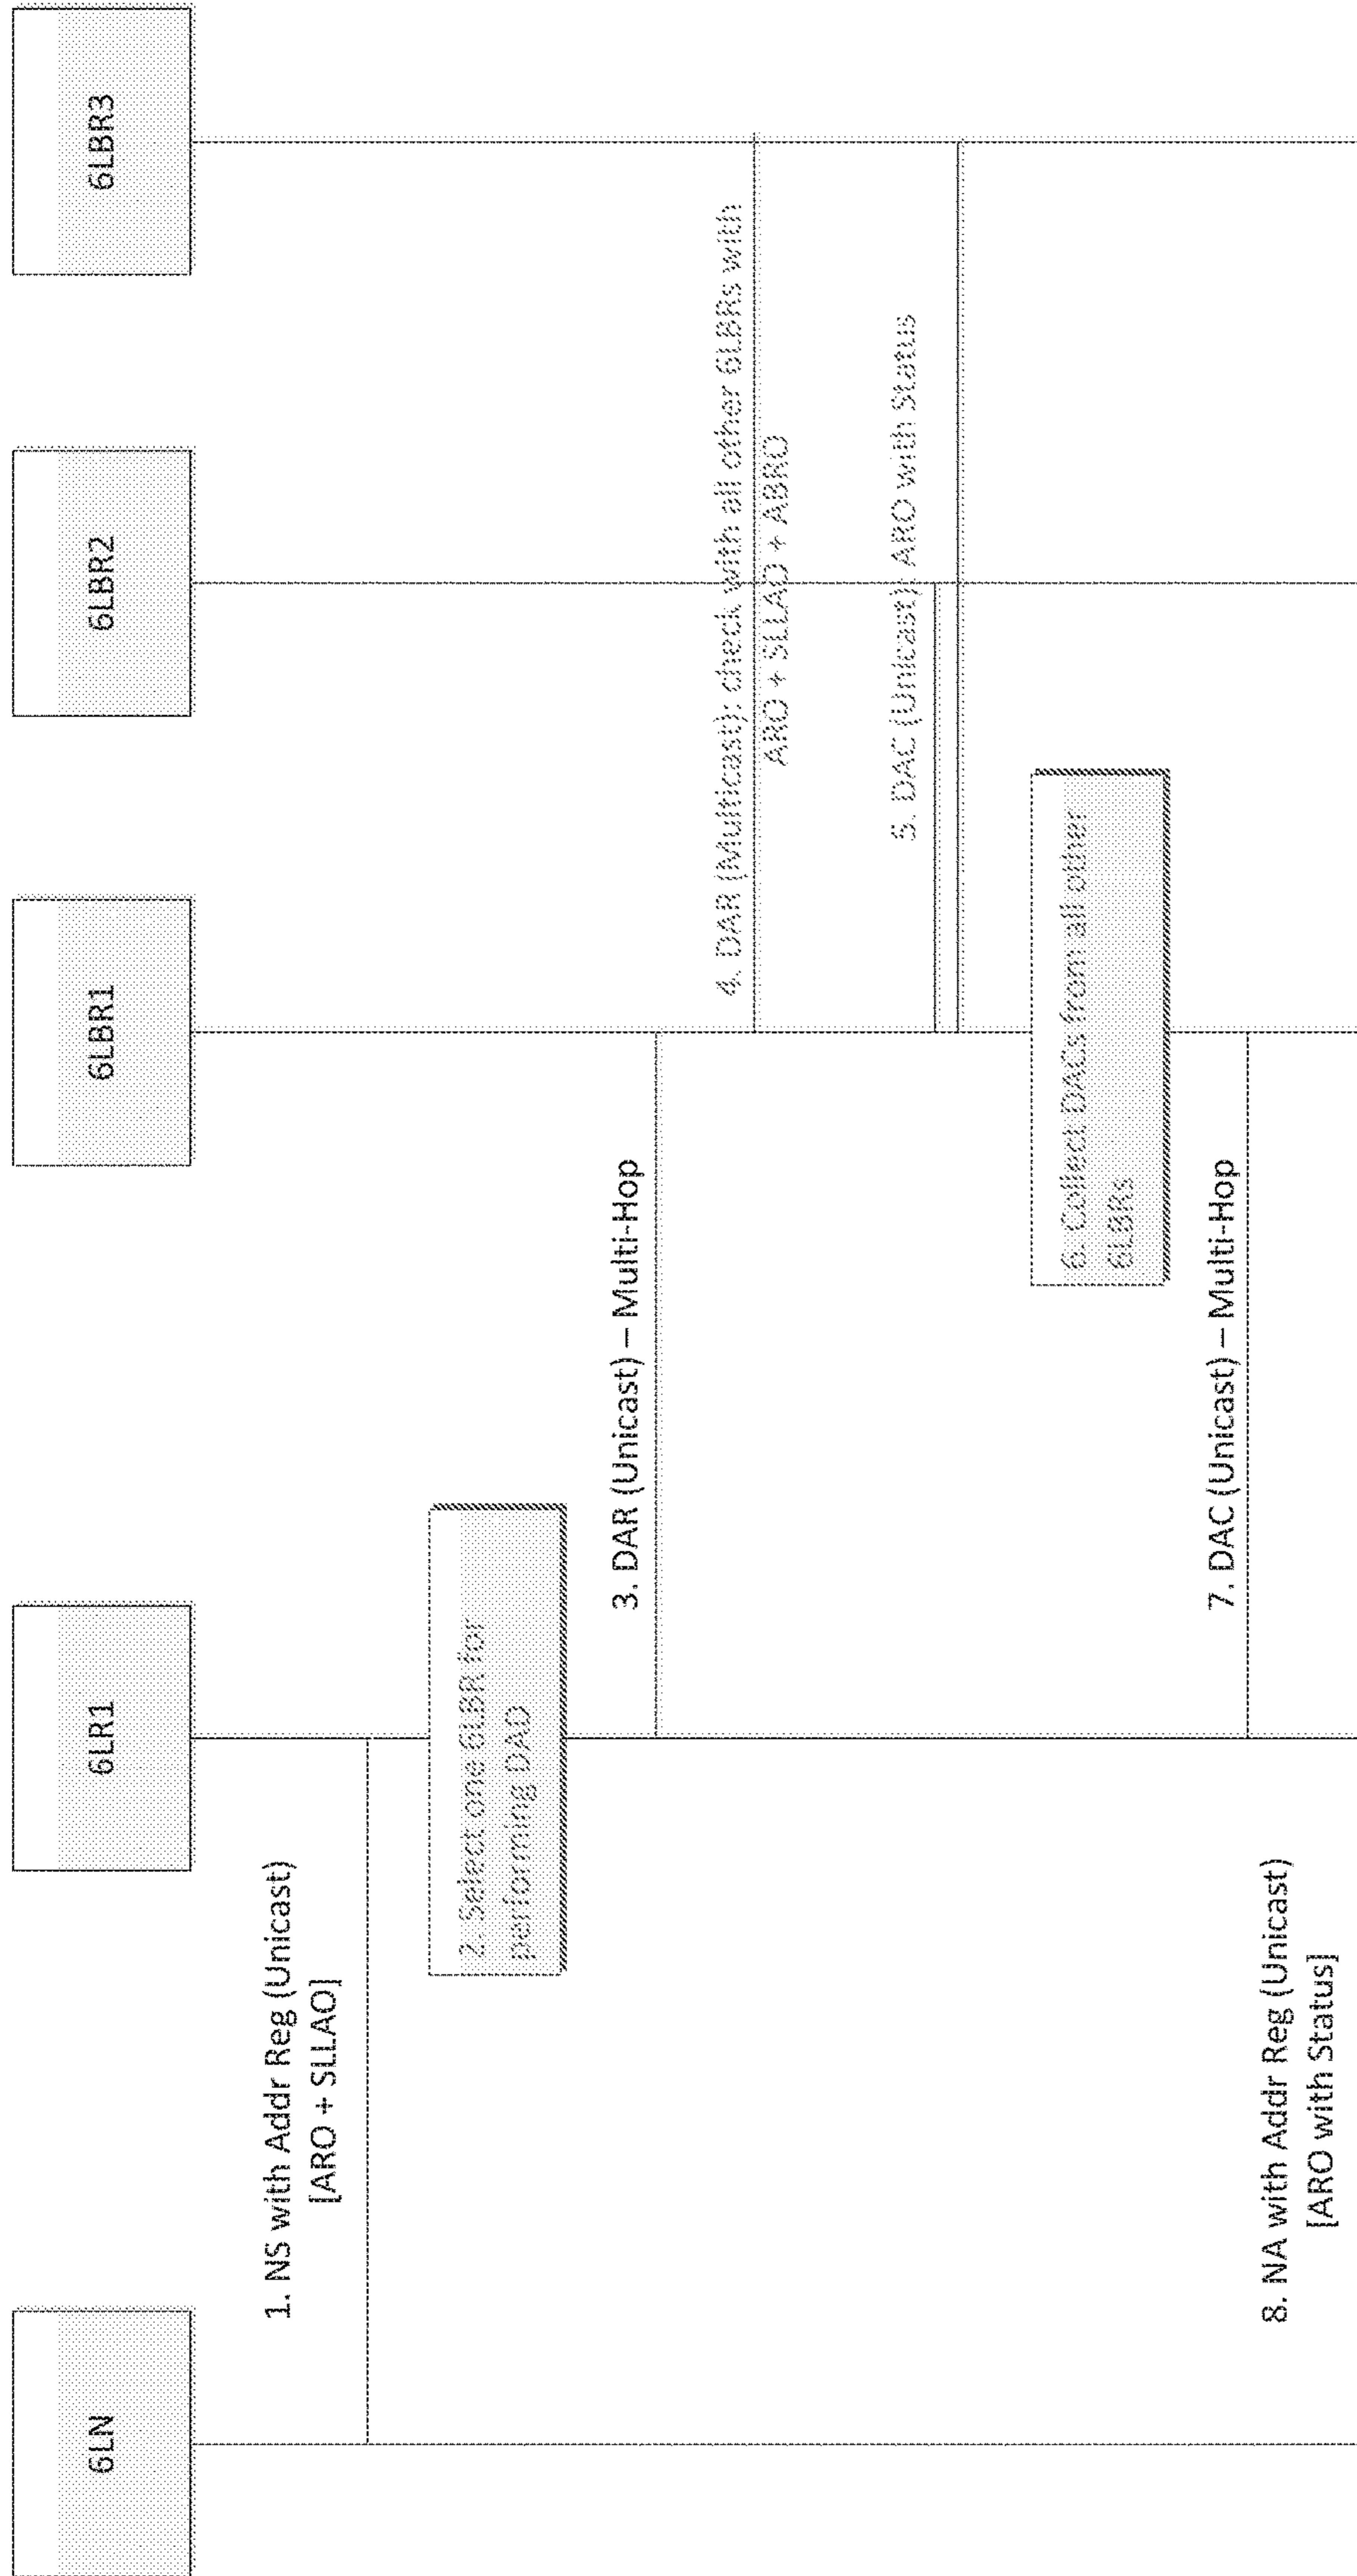 6LN
6LR1
6LBR1
6LBR2
6LBR3
1. NS with Addr Reg (Unicast)
[ARO + SLLAO]
2. Select one 6LBR for
performing DAD
3. DAR (Unicast) – Multi-Hop
4. DAR (Multicast): check with all other 6LBRs with
ARO + SLLAO + ABRO
5. DAC (Unicast): ARO with Status
6. Collect DACs from all other
6LBRs
7. DAC (Unicast) – Multi-Hop
8. NA with Addr Reg (Unicast)
[ARO with Status]